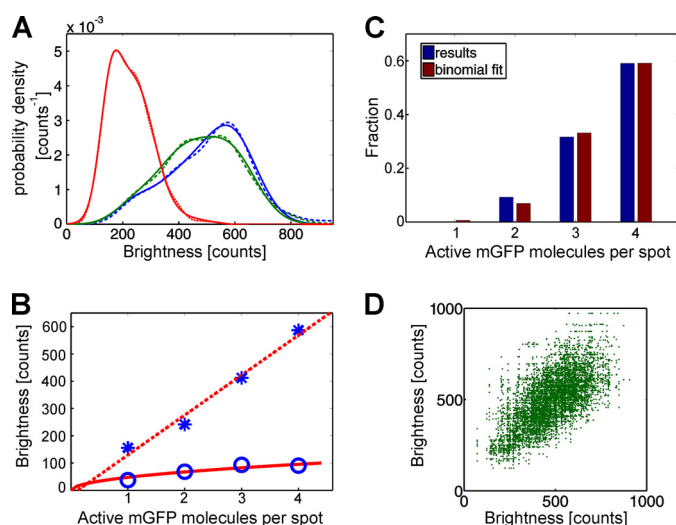 A
x 10⁻³
5
4
3
2
1
0
probability density
[counts⁻¹]
0 200 400 600 800
Brightness [counts]
C
results
binomial fit
0.6
0.4
0.2
0
Fraction
1 2 3 4
Active mGFP molecules per spot
B
600
500
400
300
200
100
0
Brightness [counts]
1 2 3 4
Active mGFP molecules per spot
D
1000
500
0
Brightness [counts]
0 500 1000
Brightness [counts]